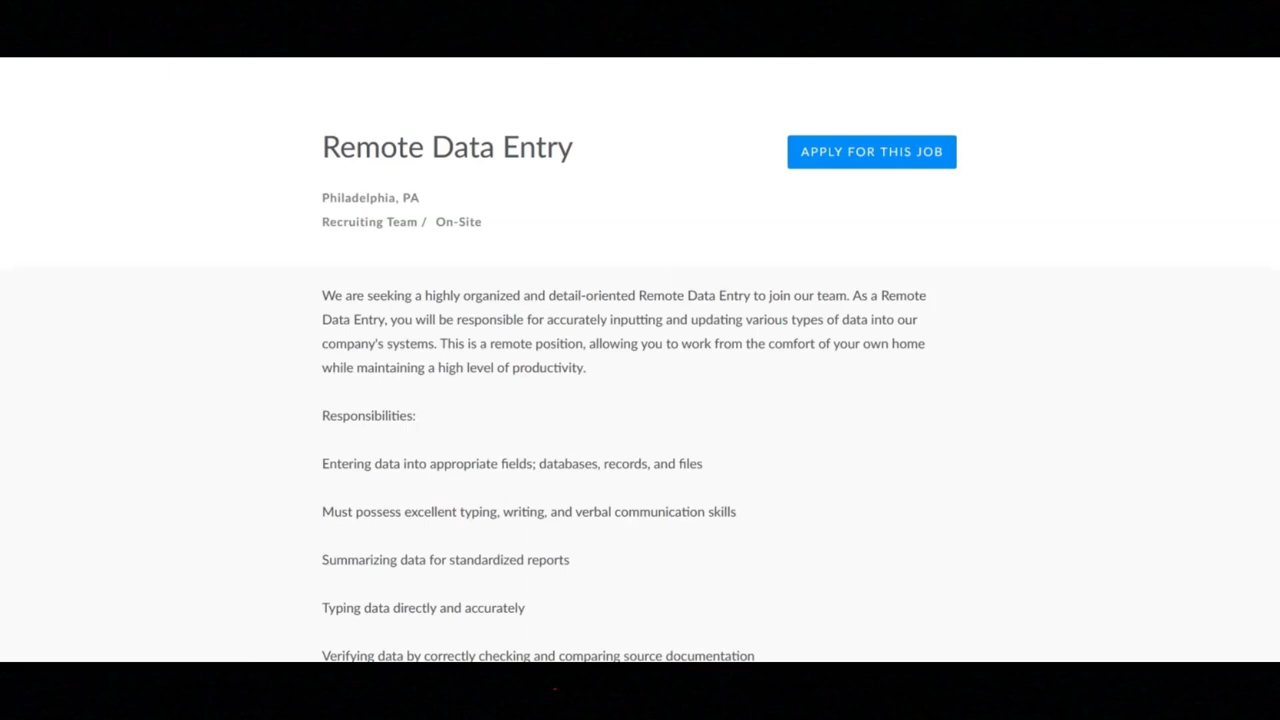 Remote Data Entry
APPLY FOR THIS JOB
Philadelphia, PA
Recruiting Team / On-Site
We are seeking a highly organized and detail-oriented Remote Data Entry to join our team. As a Remote
Data Entry, you will be responsible for accurately inputting and updating various types of data into our
company's systems. This is a remote position, allowing you to work from the comfort of your own home
while maintaining a high level of productivity.
Responsibilities:
Entering data into appropriate fields; databases, records, and files
Must possess excellent typing, writing, and verbal communication skills
Summarizing data for standardized reports
Typing data directly and accurately
Verifying data by correctly checking and comparing source documentation